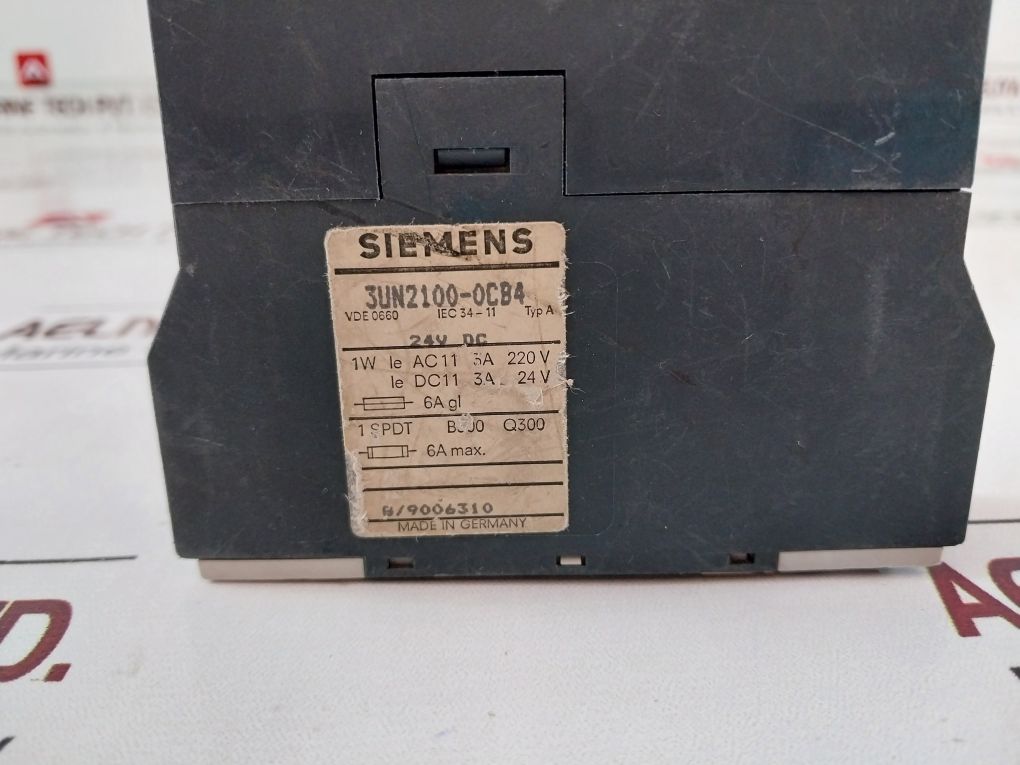 SIEMENS
3UN2100-0CB4
VDE 0660 IEC 34-11 Typ A
24V DC
1W Ie AC11 3A 220V
Ie DC11 3A 24V
6A gl
1 SPDT B300 Q300
6A max.
B/9006310
MADE IN GERMANY